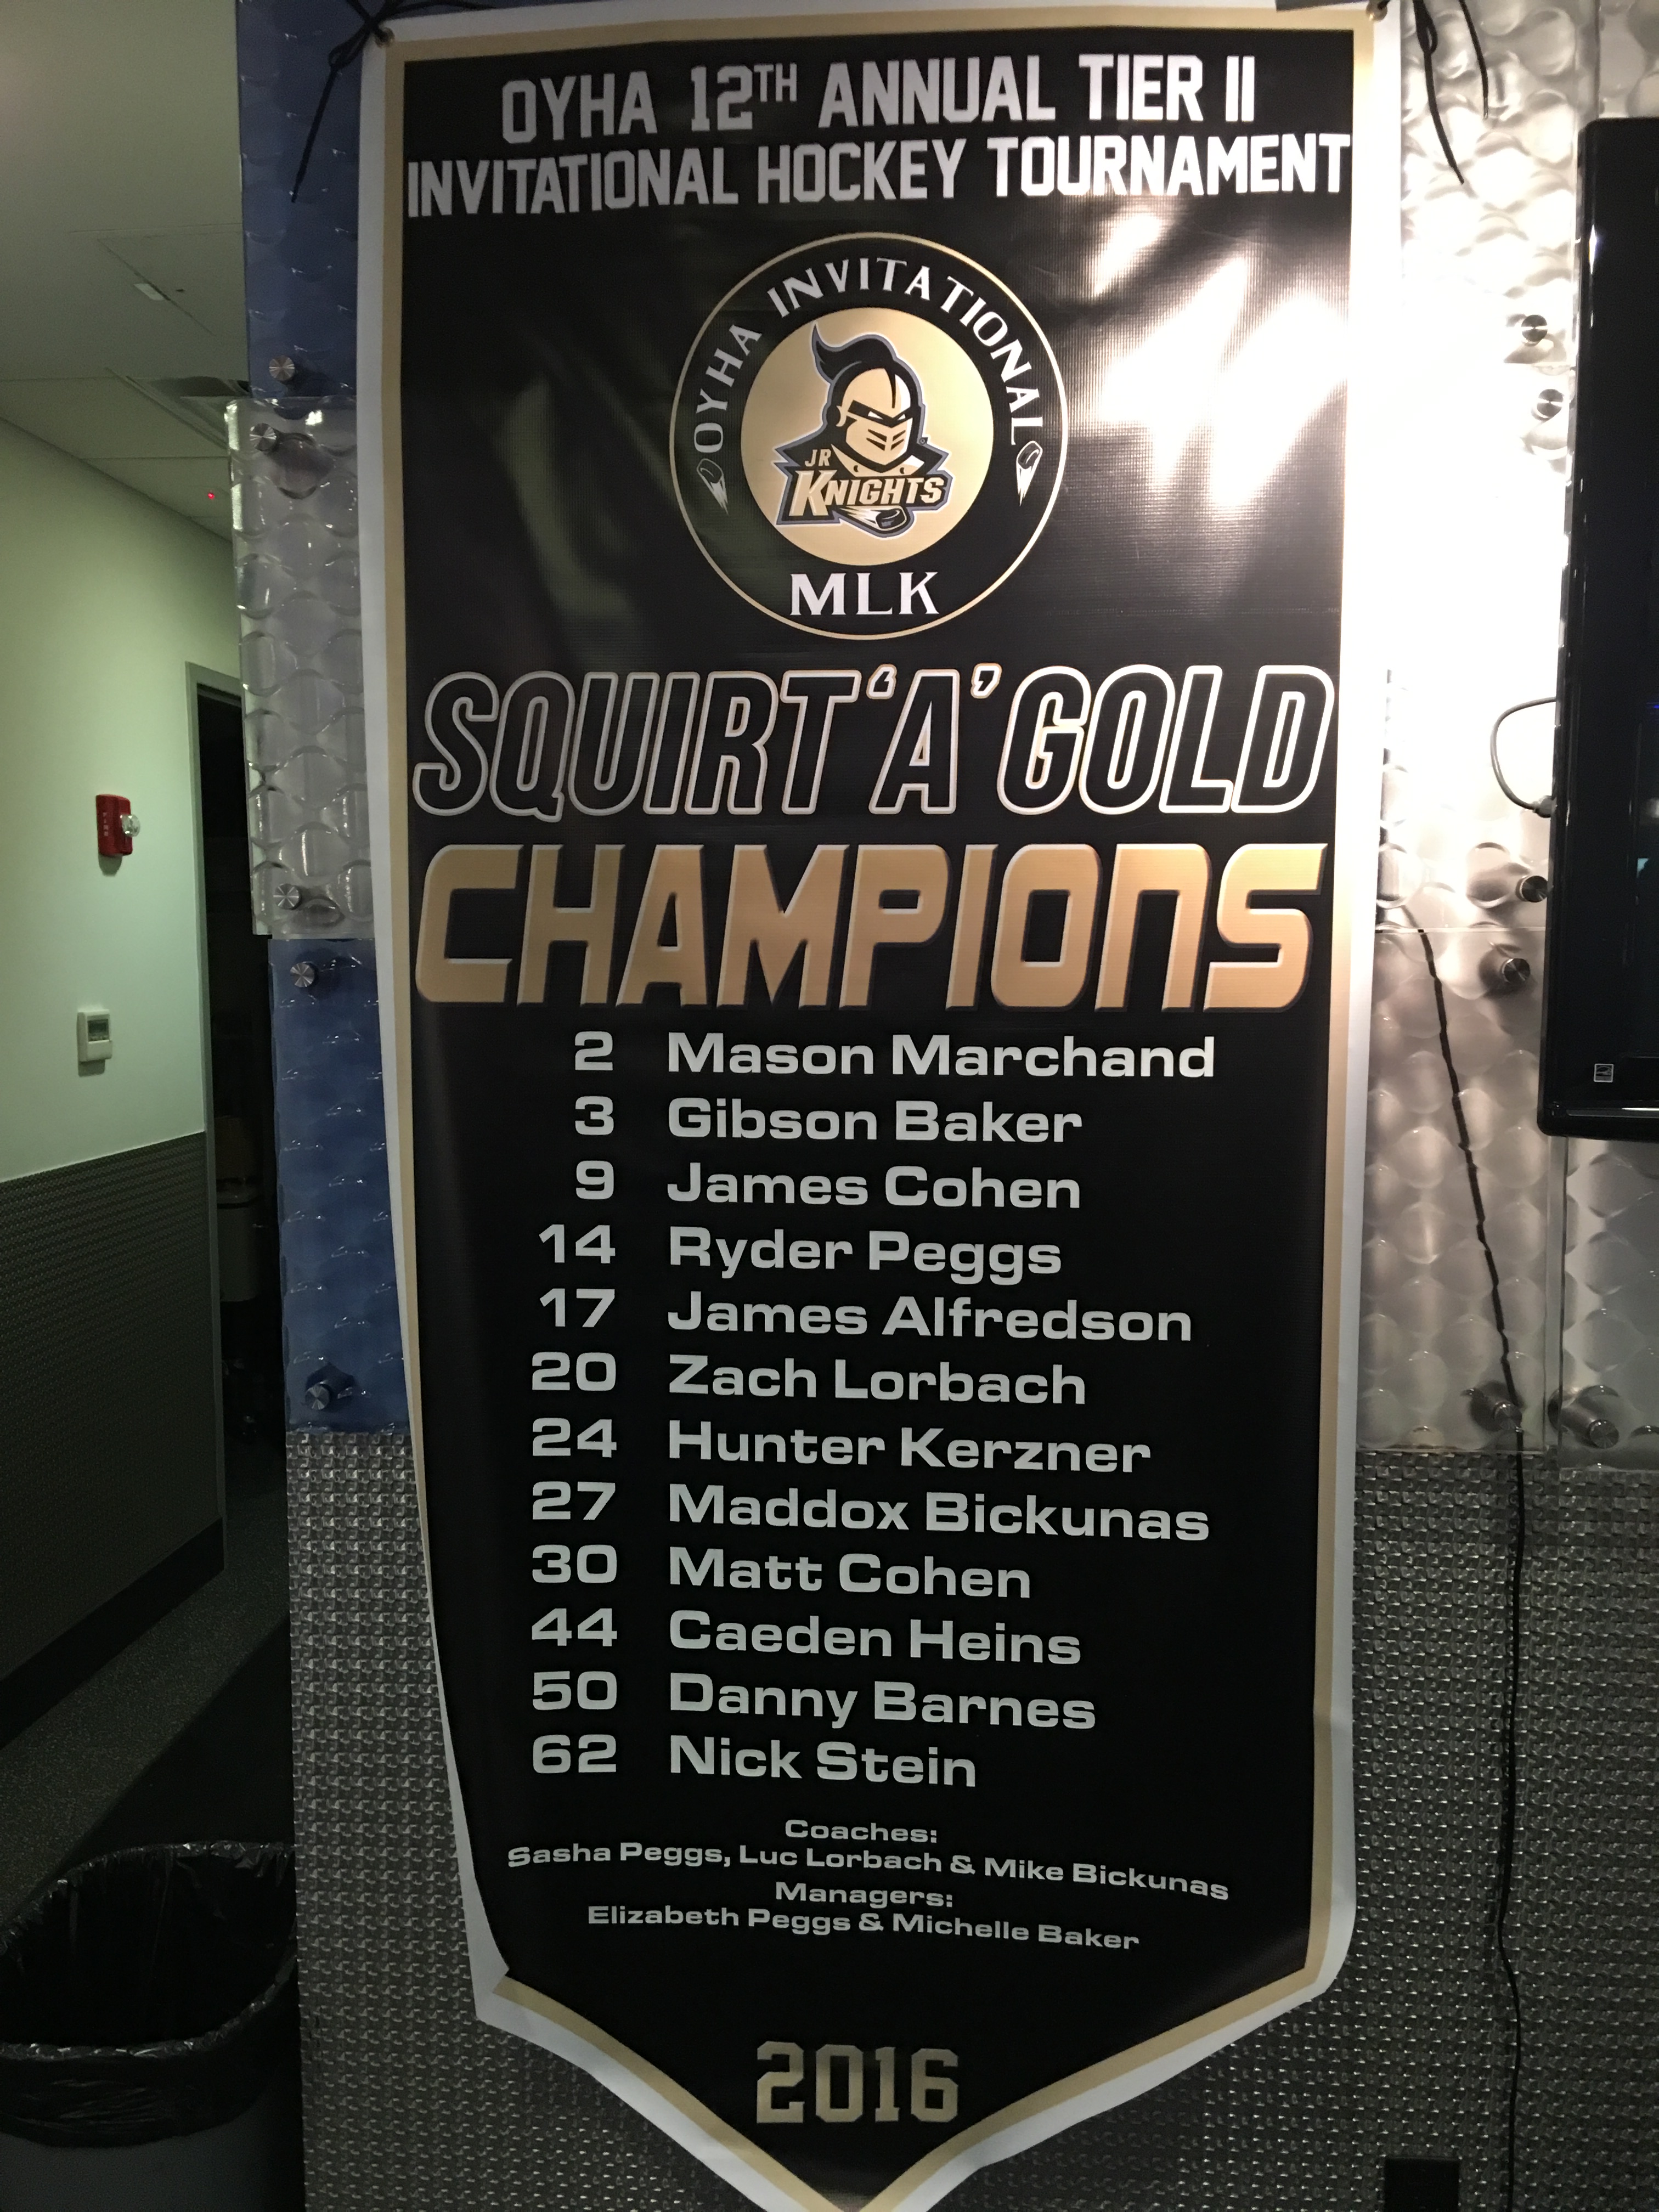 OYHA 12TH ANNUAL TIER II
INVITATIONAL HOCKEY TOURNAMENT
OYHA INVITATIONAL
JR
KNIGHTS
MLK
SQUIRT 'A' GOLD
CHAMPIONS
2 Mason Marchand
3 Gibson Baker
9 James Cohen
14 Ryder Peggs
17 James Alfredson
20 Zach Lorbach
24 Hunter Kerzner
27 Maddox Bickunas
30 Matt Cohen
44 Caeden Heins
50 Danny Barnes
62 Nick Stein
Coaches:
Sasha Peggs, Luc Lorbach & Mike Bickunas
Managers:
Elizabeth Peggs & Michelle Baker
2016